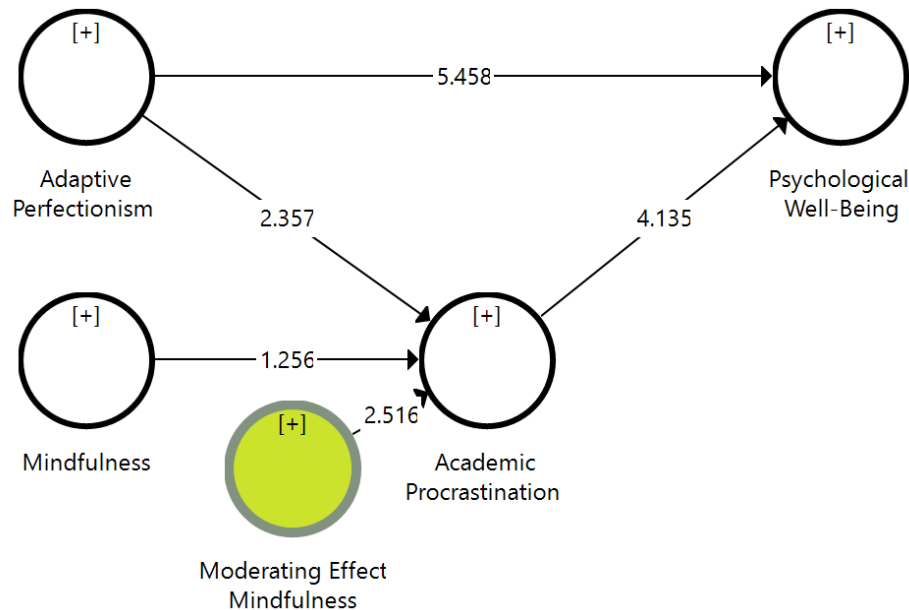 [+]
[+]
5.458
Adaptive
Perfectionism
Psychological
Well-Being
2.357
4.135
[+]
[+]
1.256
[+]
2.516
Mindfulness
Academic
Procrastination
Moderating Effect
Mindfulness